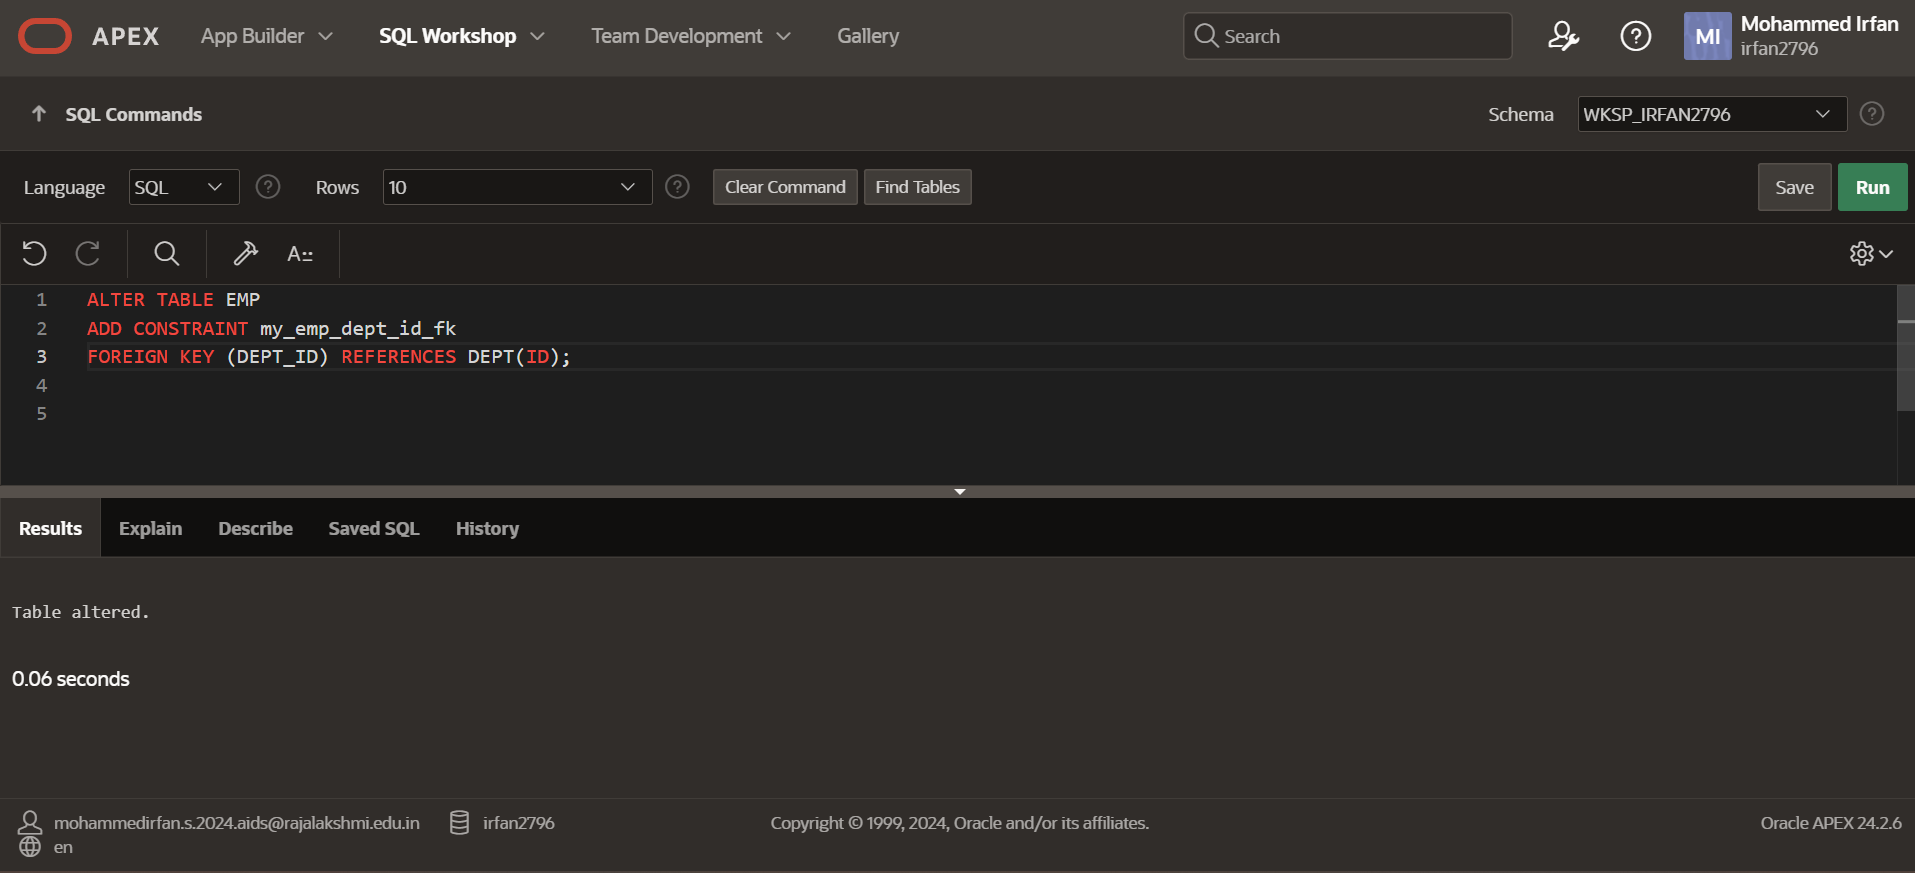 APEX App Builder SQL Workshop Team Development Gallery Search MI Mohammed Irfan
irfan2796
SQL Commands Schema WKSP_IRFAN2796 ?
Language SQL ? Rows 10 ? Clear Command Find Tables Save Run
A
1 ALTER TABLE EMP
2 ADD CONSTRAINT my_emp_dept_id_fk
3 FOREIGN KEY (DEPT_ID) REFERENCES DEPT(ID);
4
5
Results Explain Describe Saved SQL History
Table altered.
0.06 seconds
mohammedirfan.s.2024.aids@rajalakshmi.edu.in irfan2796 Copyright © 1999, 2024, Oracle and/or its affiliates. Oracle APEX 24.2.6
en